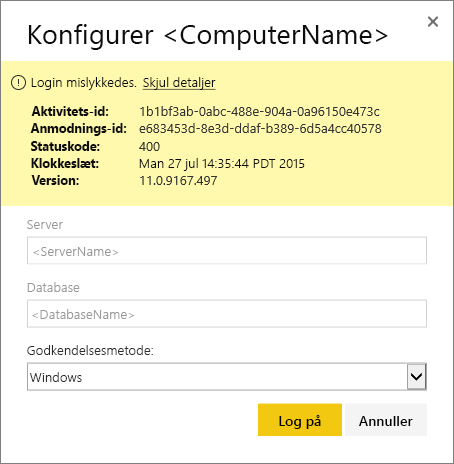 Konfigurer <ComputerName>
Login mislykkedes. Skjul detaljer
Aktivitets-id: 1b1bf3ab-0abc-488e-904a-0a96150e473c
Anmodnings-id: e683453d-8e3d-ddaf-b389-6d5a4cc40578
Statuskode: 400
Klokkeslæt: Man 27 jul 14:35:44 PDT 2015
Version: 11.0.9167.497
Server
<ServerName>
Database
<DatabaseName>
Godkendelsesmetode:
Windows
Log på Annuller